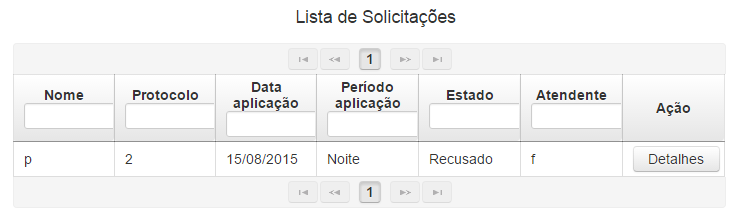 Lista de Solicitações
1
Nome Protocolo Data aplicação Período aplicação Estado Atendente Ação
p 2 15/08/2015 Noite Recusado f Detalhes
1